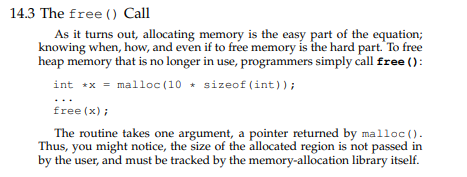 14.3 The free() Call
As it turns out, allocating memory is the easy part of the equation;
knowing when, how, and even if to free memory is the hard part. To free
heap memory that is no longer in use, programmers simply call free():
int *x = malloc(10 * sizeof(int));
...
free(x);
The routine takes one argument, a pointer returned by malloc().
Thus, you might notice, the size of the allocated region is not passed in
by the user, and must be tracked by the memory-allocation library itself.